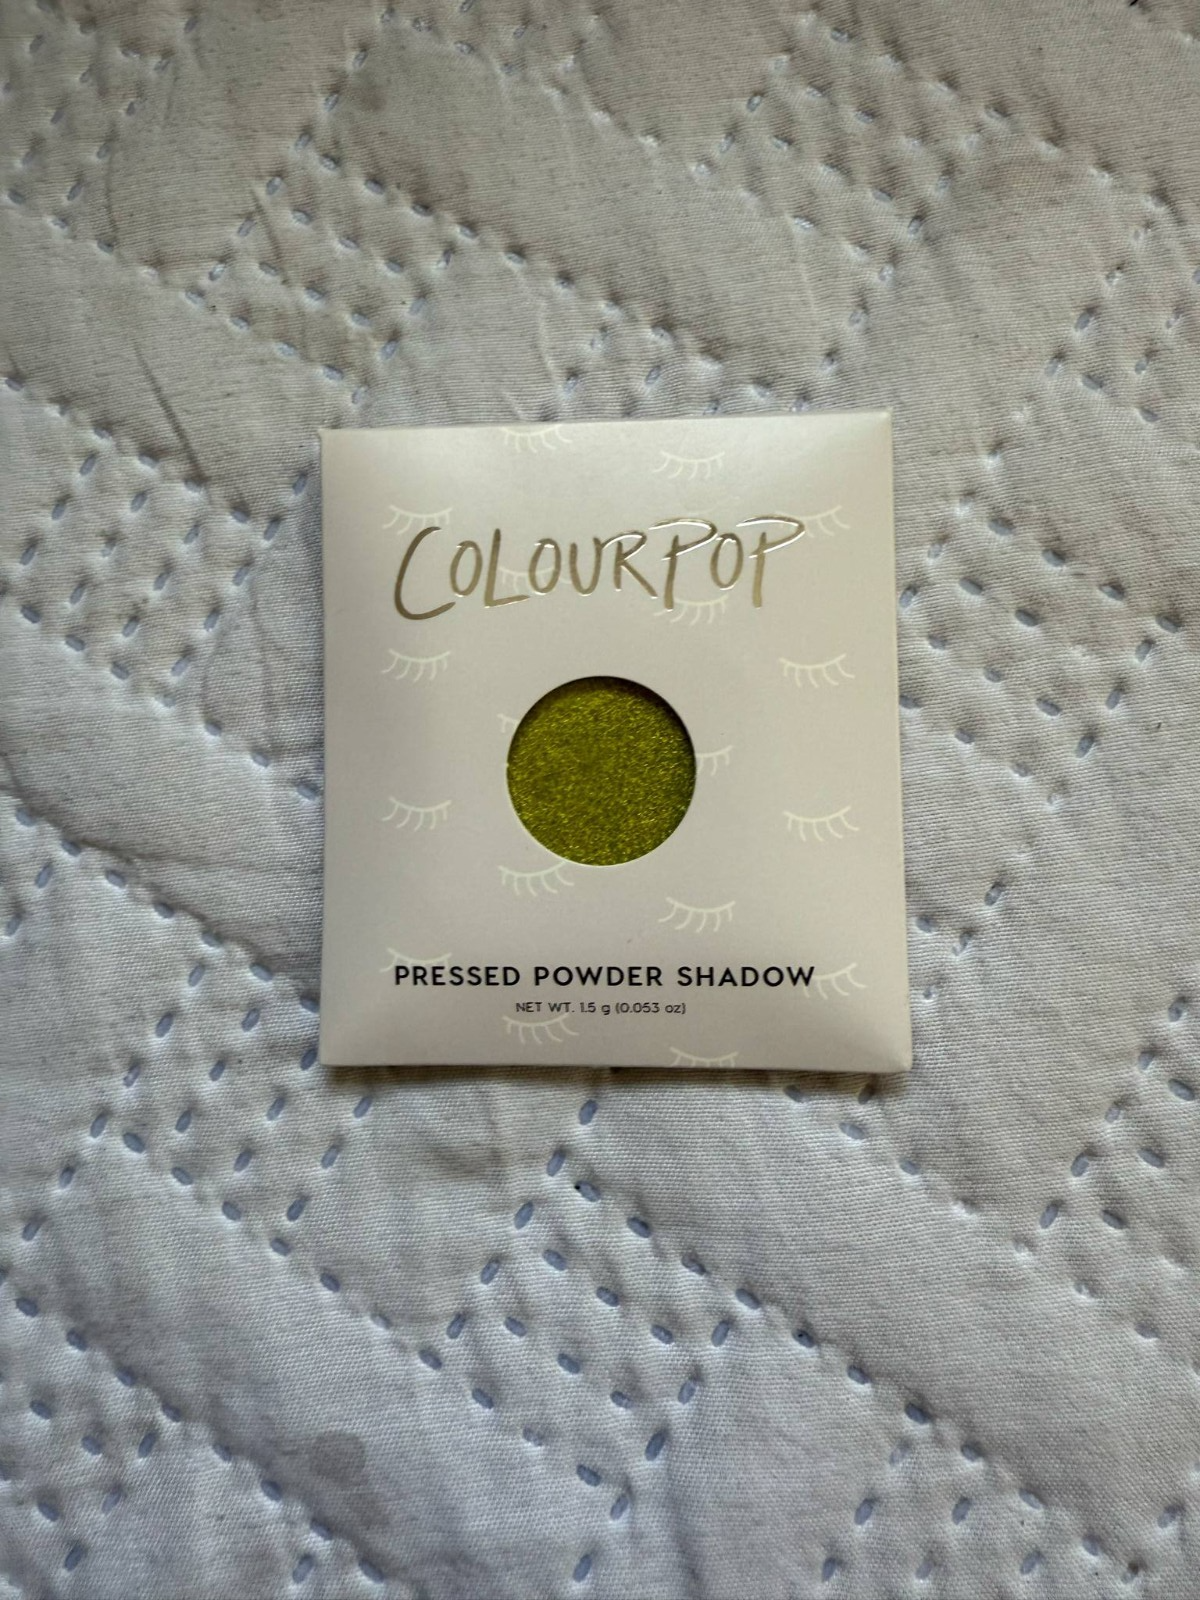 COLOURPOP
PRESSED POWDER SHADOW
NET WT. 1.5 g (0.053 oz)